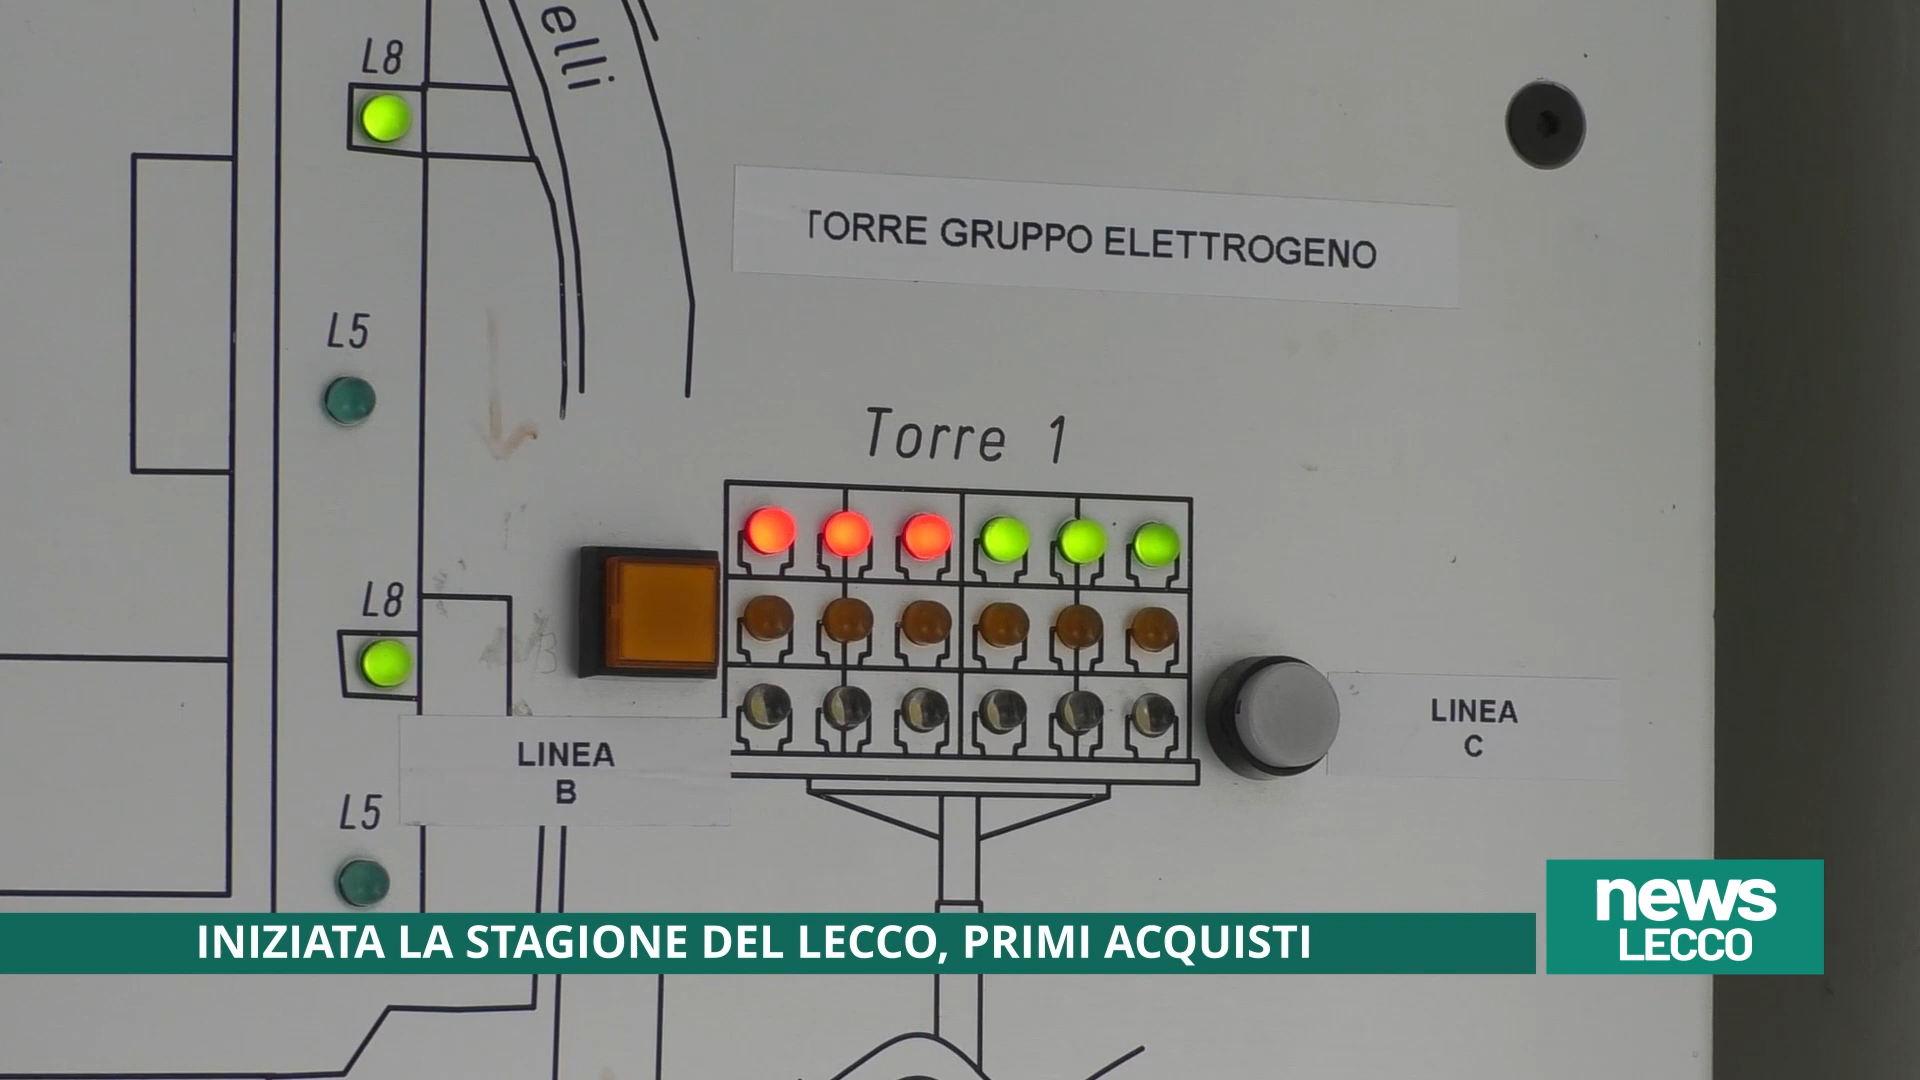 elli
L8
TORRE GRUPPO ELETTROGENO
L5
Torre 1
L8
LINEA
B
LINEA
C
L5
INIZIATA LA STAGIONE DEL LECCO, PRIMI ACQUISTI
news
LECCO